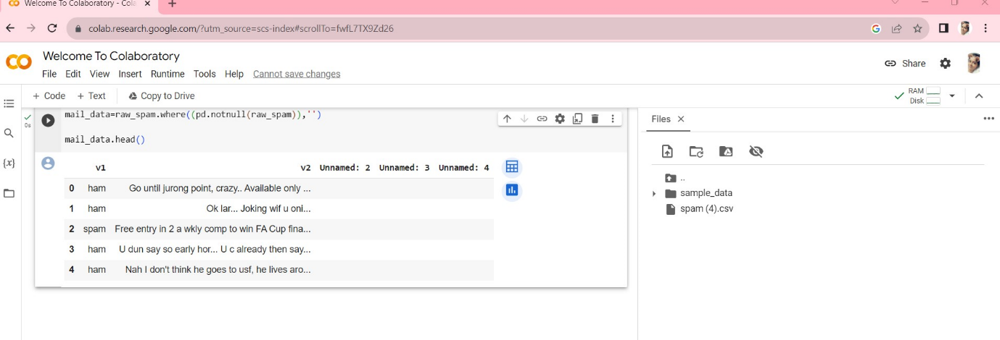 Welcome To Colaboratory - Cola
colab.research.google.com/?utm_source=scs-index#scrollTo=fwfL7TX9Zd26
Welcome To Colaboratory
File Edit View Insert Runtime Tools Help Cannot save changes
Share
+ Code + Text Copy to Drive
RAM
Disk
mail_data=raw_spam.where((pd.notnull(raw_spam)),'')
0s
mail_data.head()
v1 v2 Unnamed: 2 Unnamed: 3 Unnamed: 4
0 ham Go until jurong point, crazy.. Available only ...
1 ham Ok lar... Joking wif u oni...
2 spam Free entry in 2 a wkly comp to win FA Cup fina...
3 ham U dun say so early hor... U c already then say...
4 ham Nah I don't think he goes to usf, he lives aro...
{x}
Files
..
sample_data
spam (4).csv